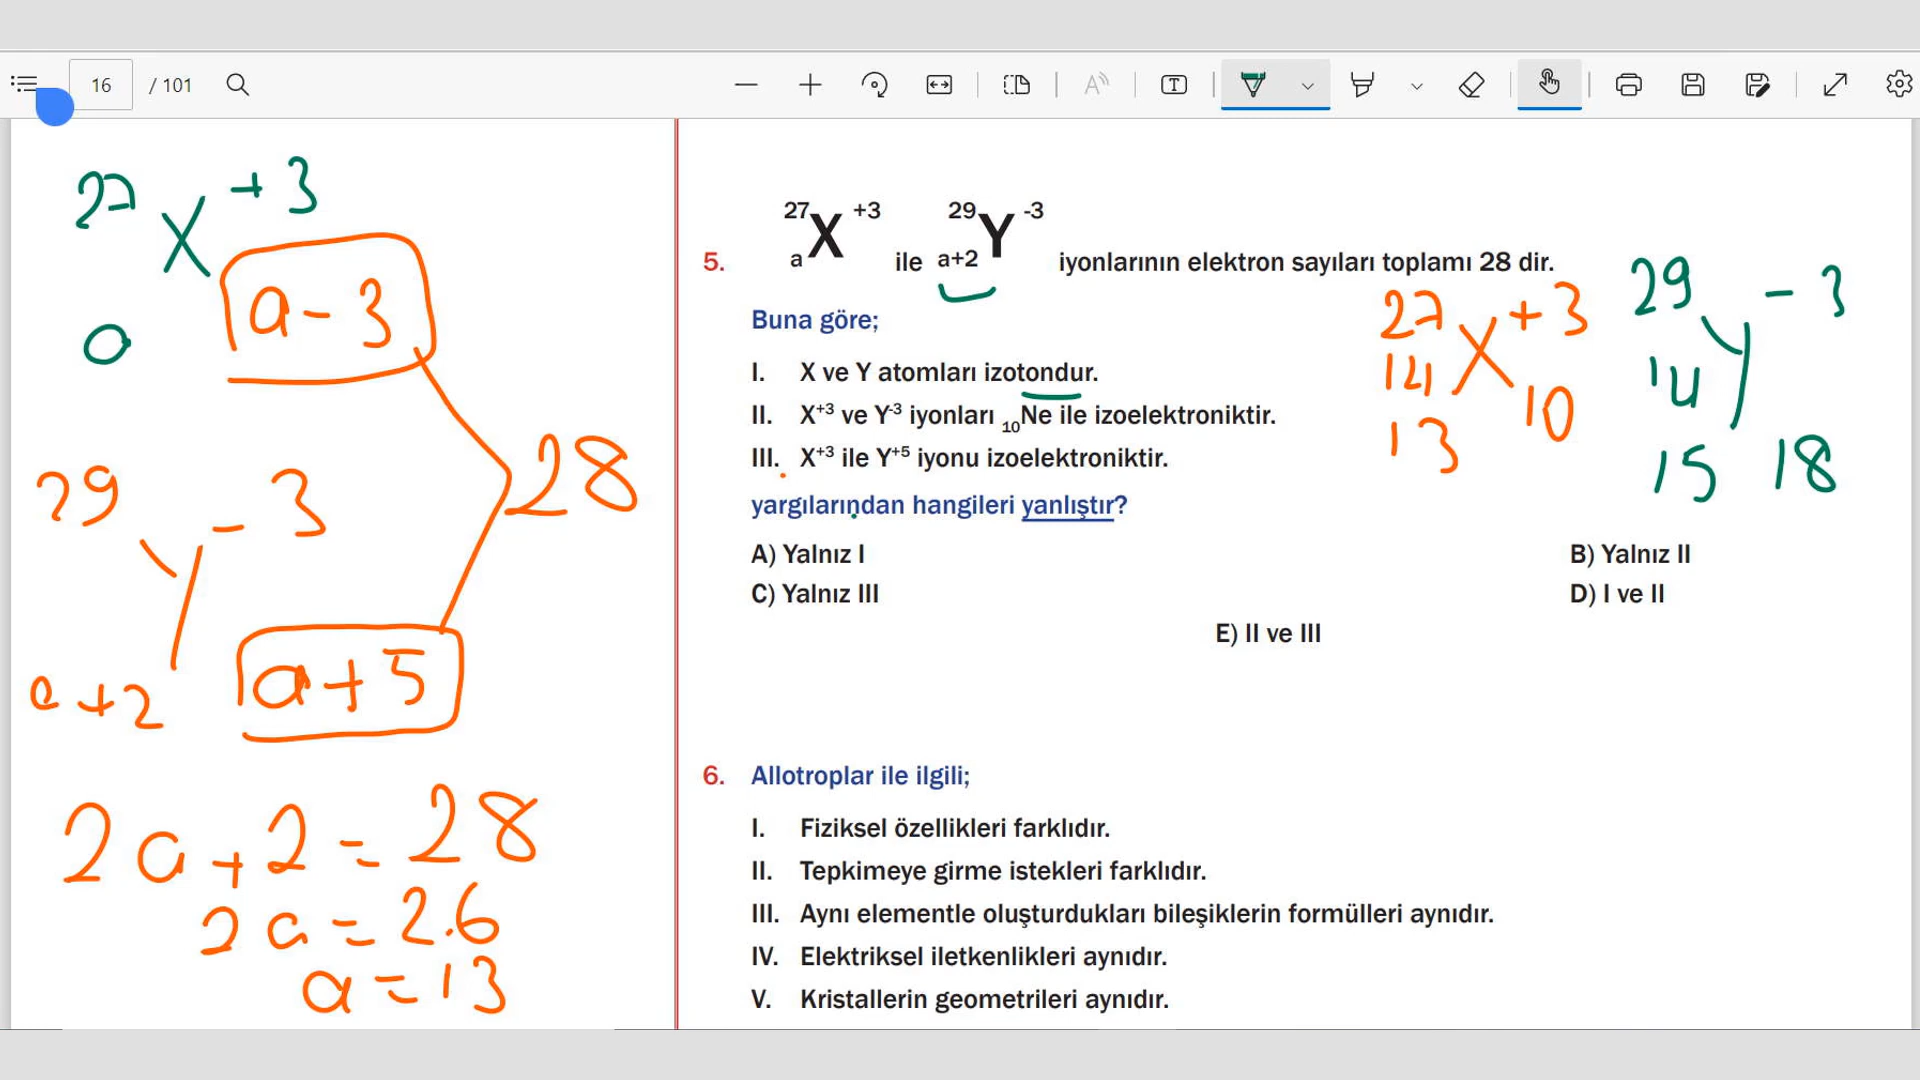 16 / 101
27 X +3
a
a - 3
28
29 Y - 3
a + 2
a + 5
2a + 2 = 28
2a = 26
a = 13
5. 27 a X +3 ile 29 a+2 Y -3 iyonlarının elektron sayıları toplamı 28 dir.
Buna göre;
I. X ve Y atomları izotondur.
II. X+3 ve Y-3 iyonları 10Ne ile izoelektroniktir.
III. X+3 ile Y+5 iyonu izoelektroniktir.
yargılarından hangileri yanlıştır?
27 X +3
14
13 10
29 Y - 3
14
15 18
A) Yalnız I B) Yalnız II
C) Yalnız III D) I ve II
E) II ve III
6. Allotroplar ile ilgili;
I. Fiziksel özellikleri farklıdır.
II. Tepkimeye girme istekleri farklıdır.
III. Aynı elementle oluşturdukları bileşiklerin formülleri aynıdır.
IV. Elektriksel iletkenlikleri aynıdır.
V. Kristallerin geometrileri aynıdır.